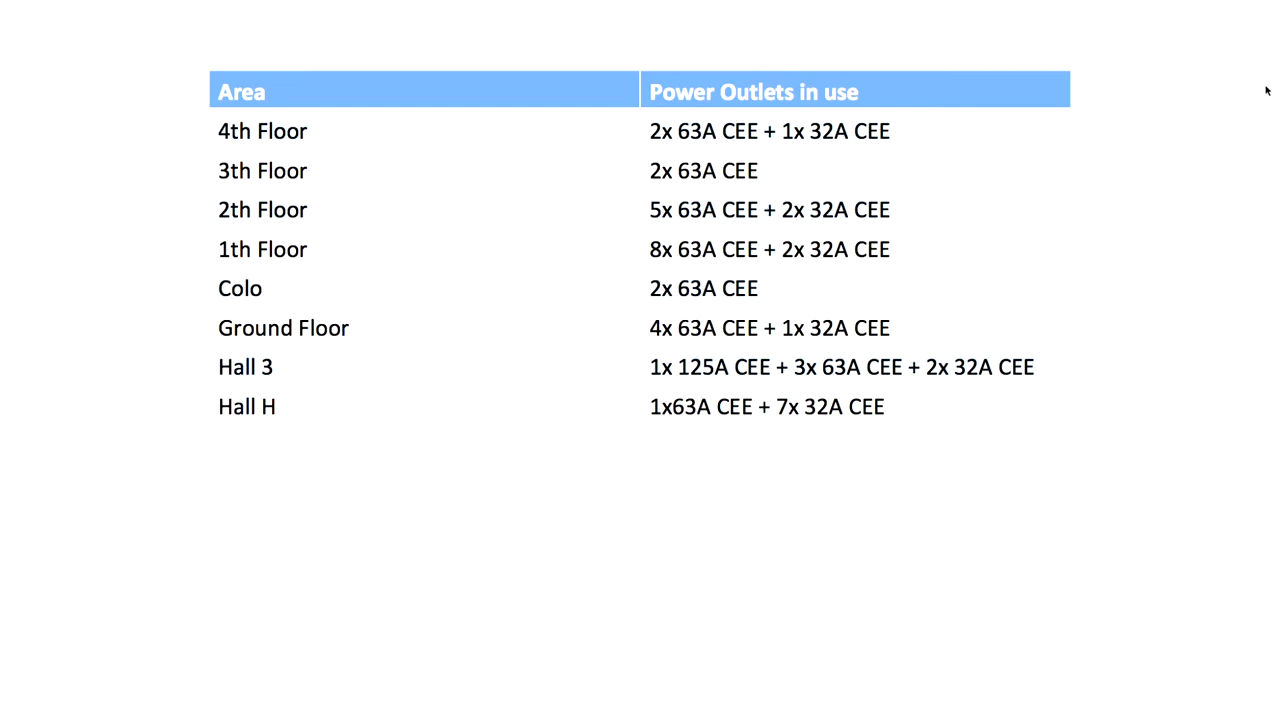 Area Power Outlets in use
4th Floor 2x 63A CEE + 1x 32A CEE
3th Floor 2x 63A CEE
2th Floor 5x 63A CEE + 2x 32A CEE
1th Floor 8x 63A CEE + 2x 32A CEE
Colo 2x 63A CEE
Ground Floor 4x 63A CEE + 1x 32A CEE
Hall 3 1x 125A CEE + 3x 63A CEE + 2x 32A CEE
Hall H 1x63A CEE + 7x 32A CEE